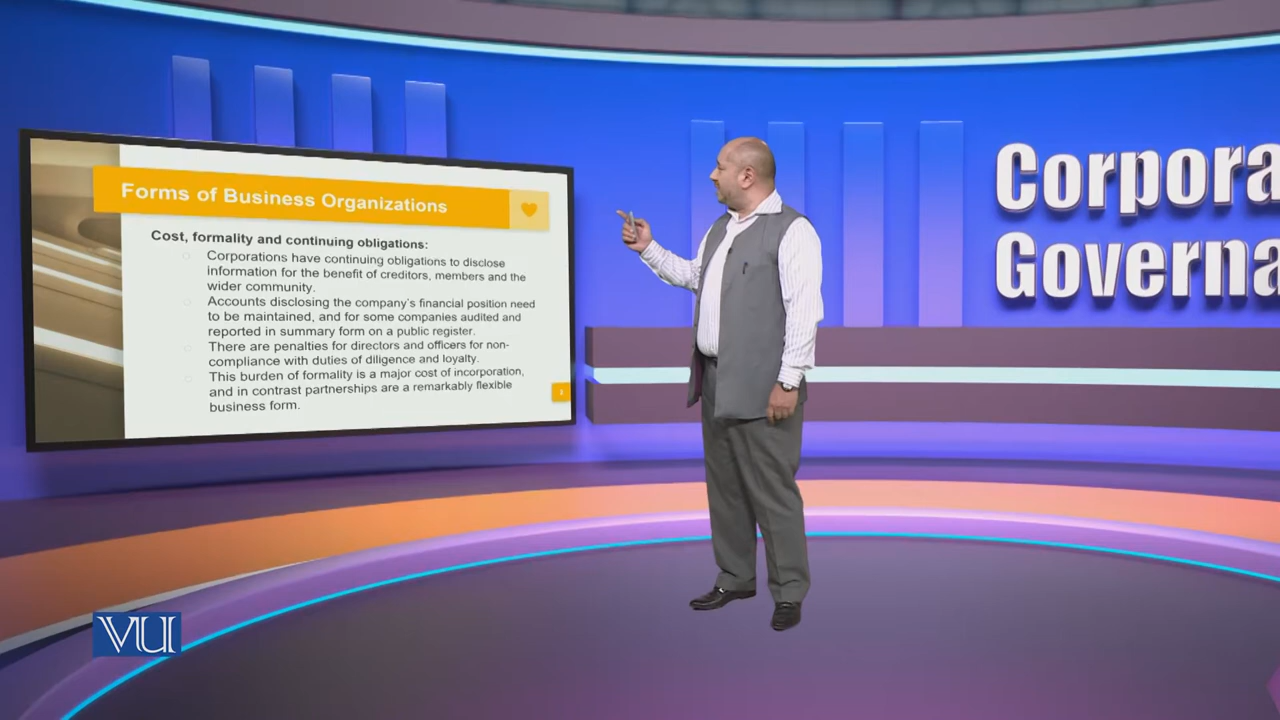 Forms of Business Organizations
Cost, formality and continuing obligations:
Corporations have continuing obligations to disclose
information for the benefit of creditors, members and the
wider community.
Accounts disclosing the company's financial position need
to be maintained, and for some companies audited and
reported in summary form on a public register.
There are penalties for directors and officers for non-
compliance with duties of diligence and loyalty.
This burden of formality is a major cost of incorporation,
and in contrast partnerships are a remarkably flexible
business form.
Corpora
Governa
VU